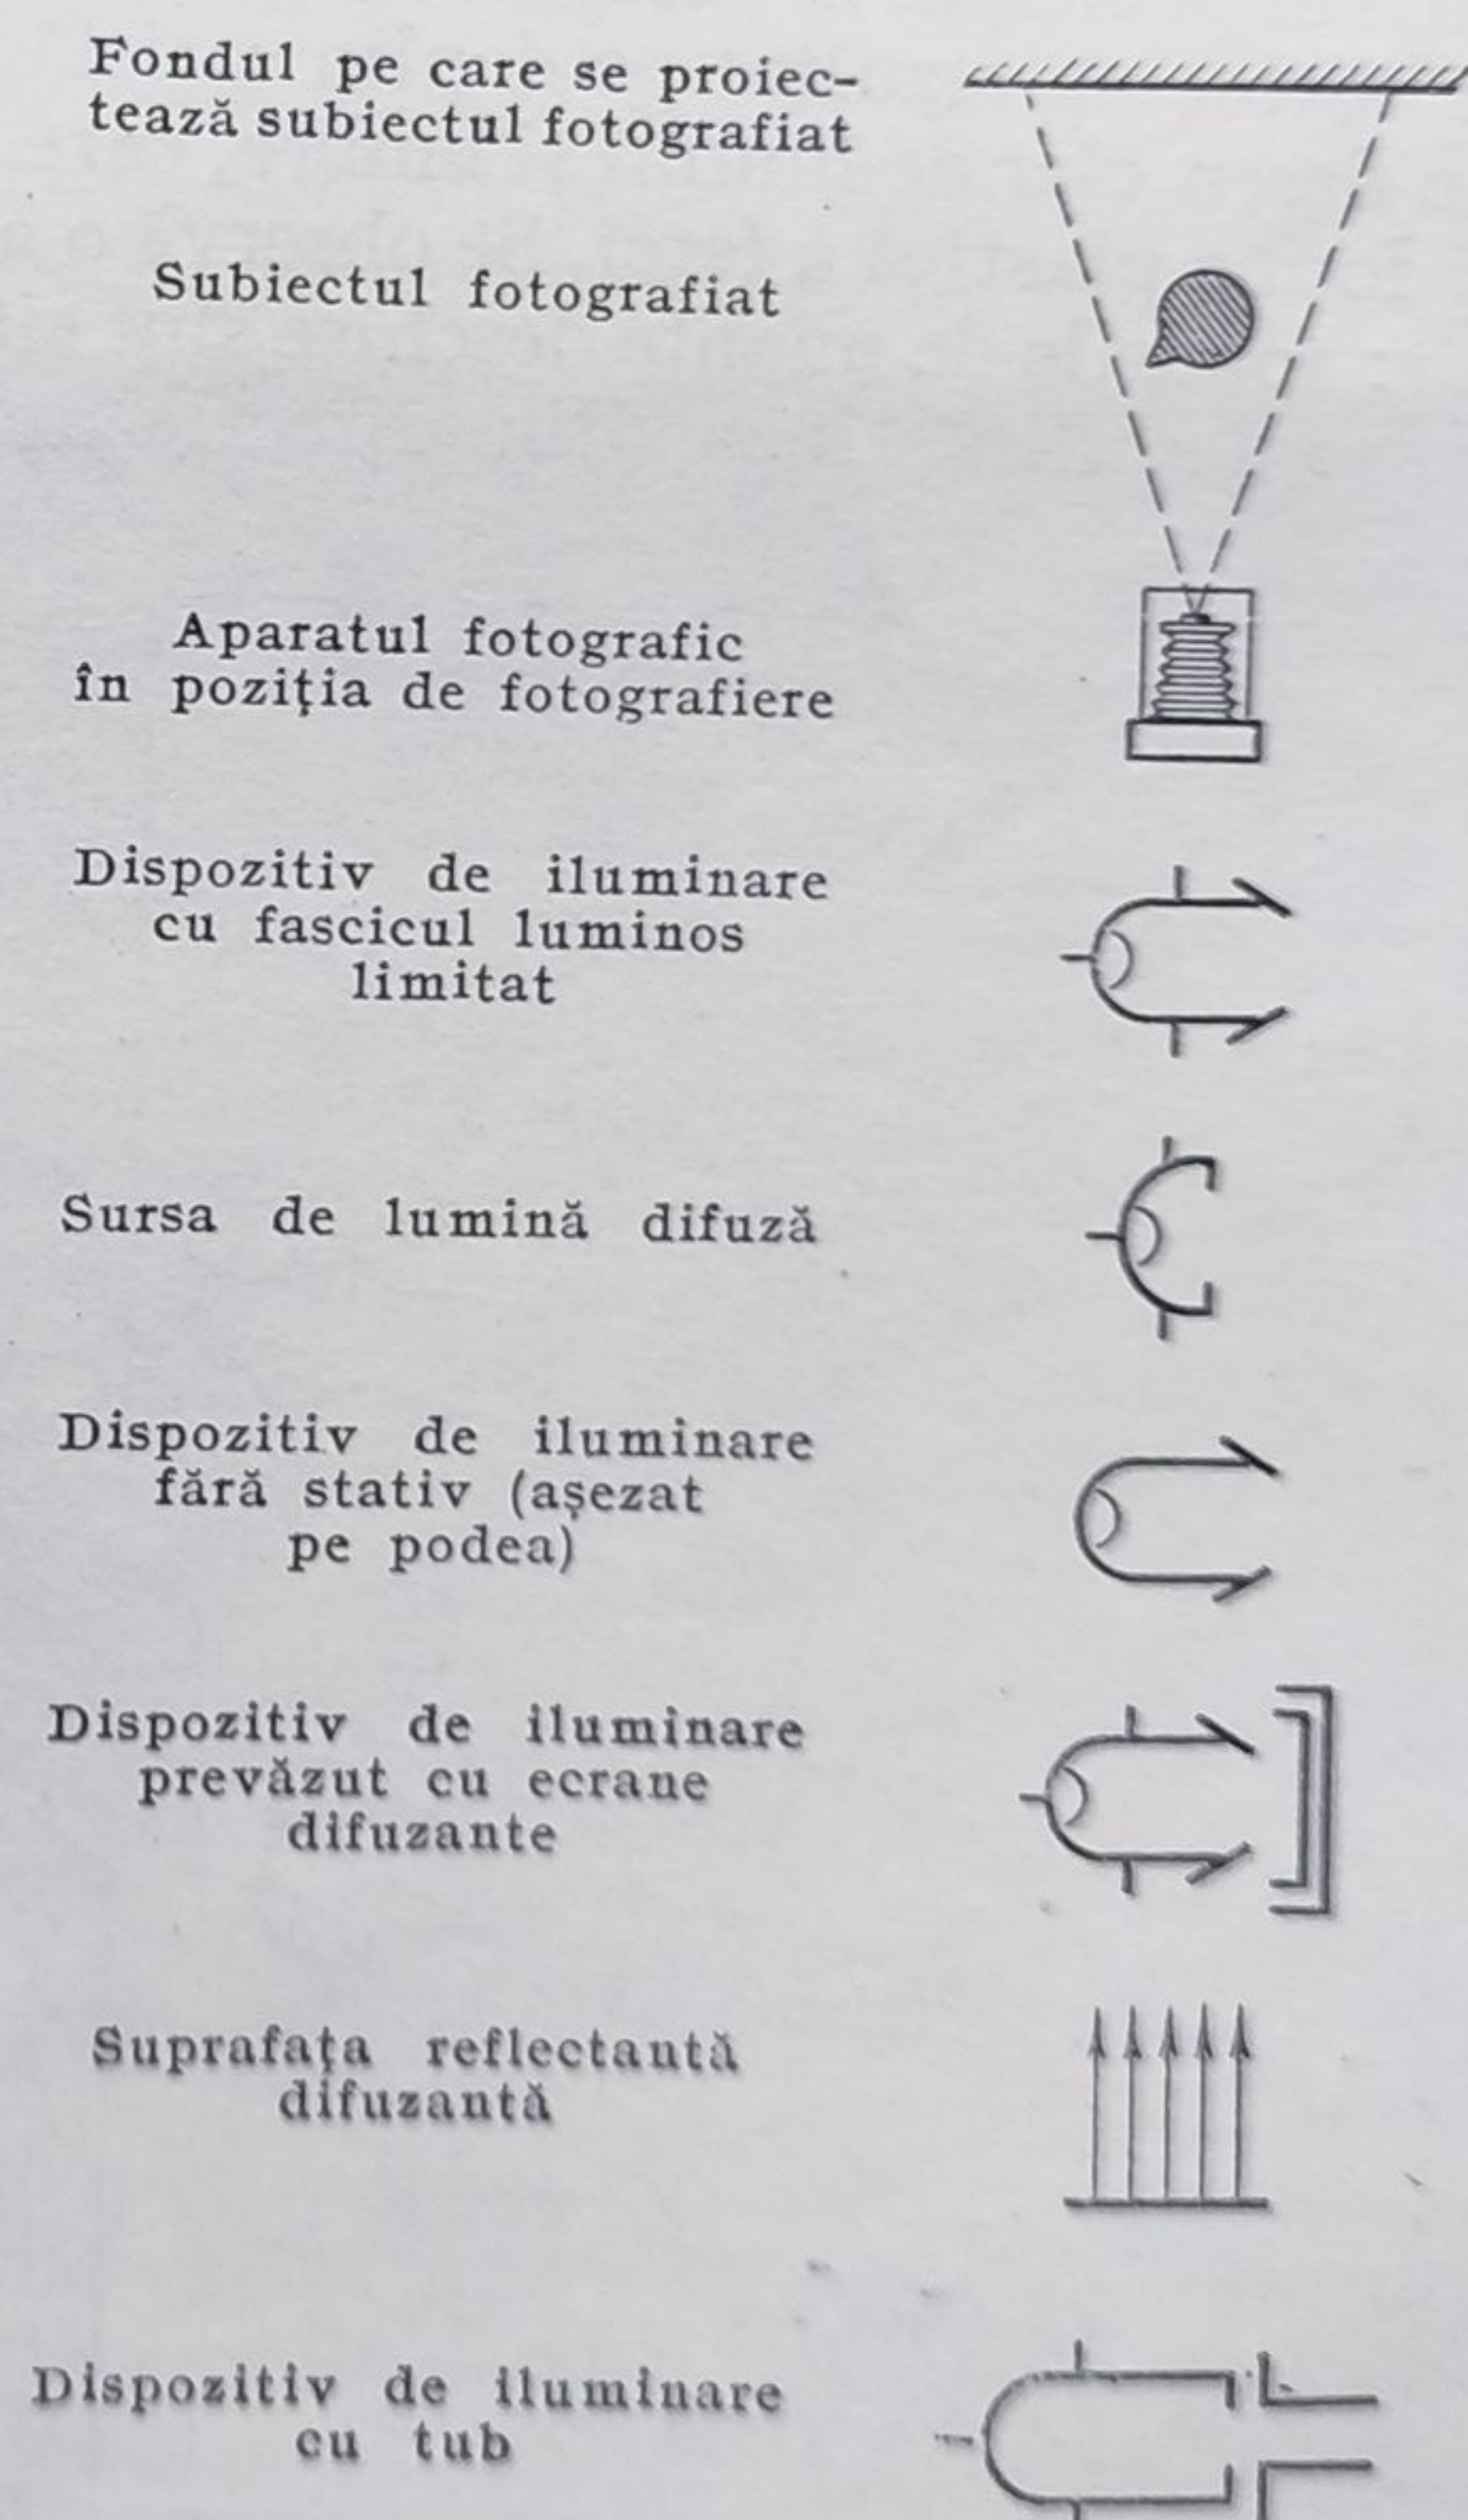 Fondul pe care se proiec-
tează subiectul fotografiat
Subiectul fotografiat
Aparatul fotografic
în poziția de fotografiere
Dispozitiv de iluminare
cu fascicul luminos
limitat
Sursa de lumină difuză
Dispozitiv de iluminare
fără stativ (așezat
pe podea)
Dispozitiv de iluminare
prevăzut cu ecrane
difuzante
Suprafața reflectantă
difuzantă
Dispozitiv de iluminare
cu tub